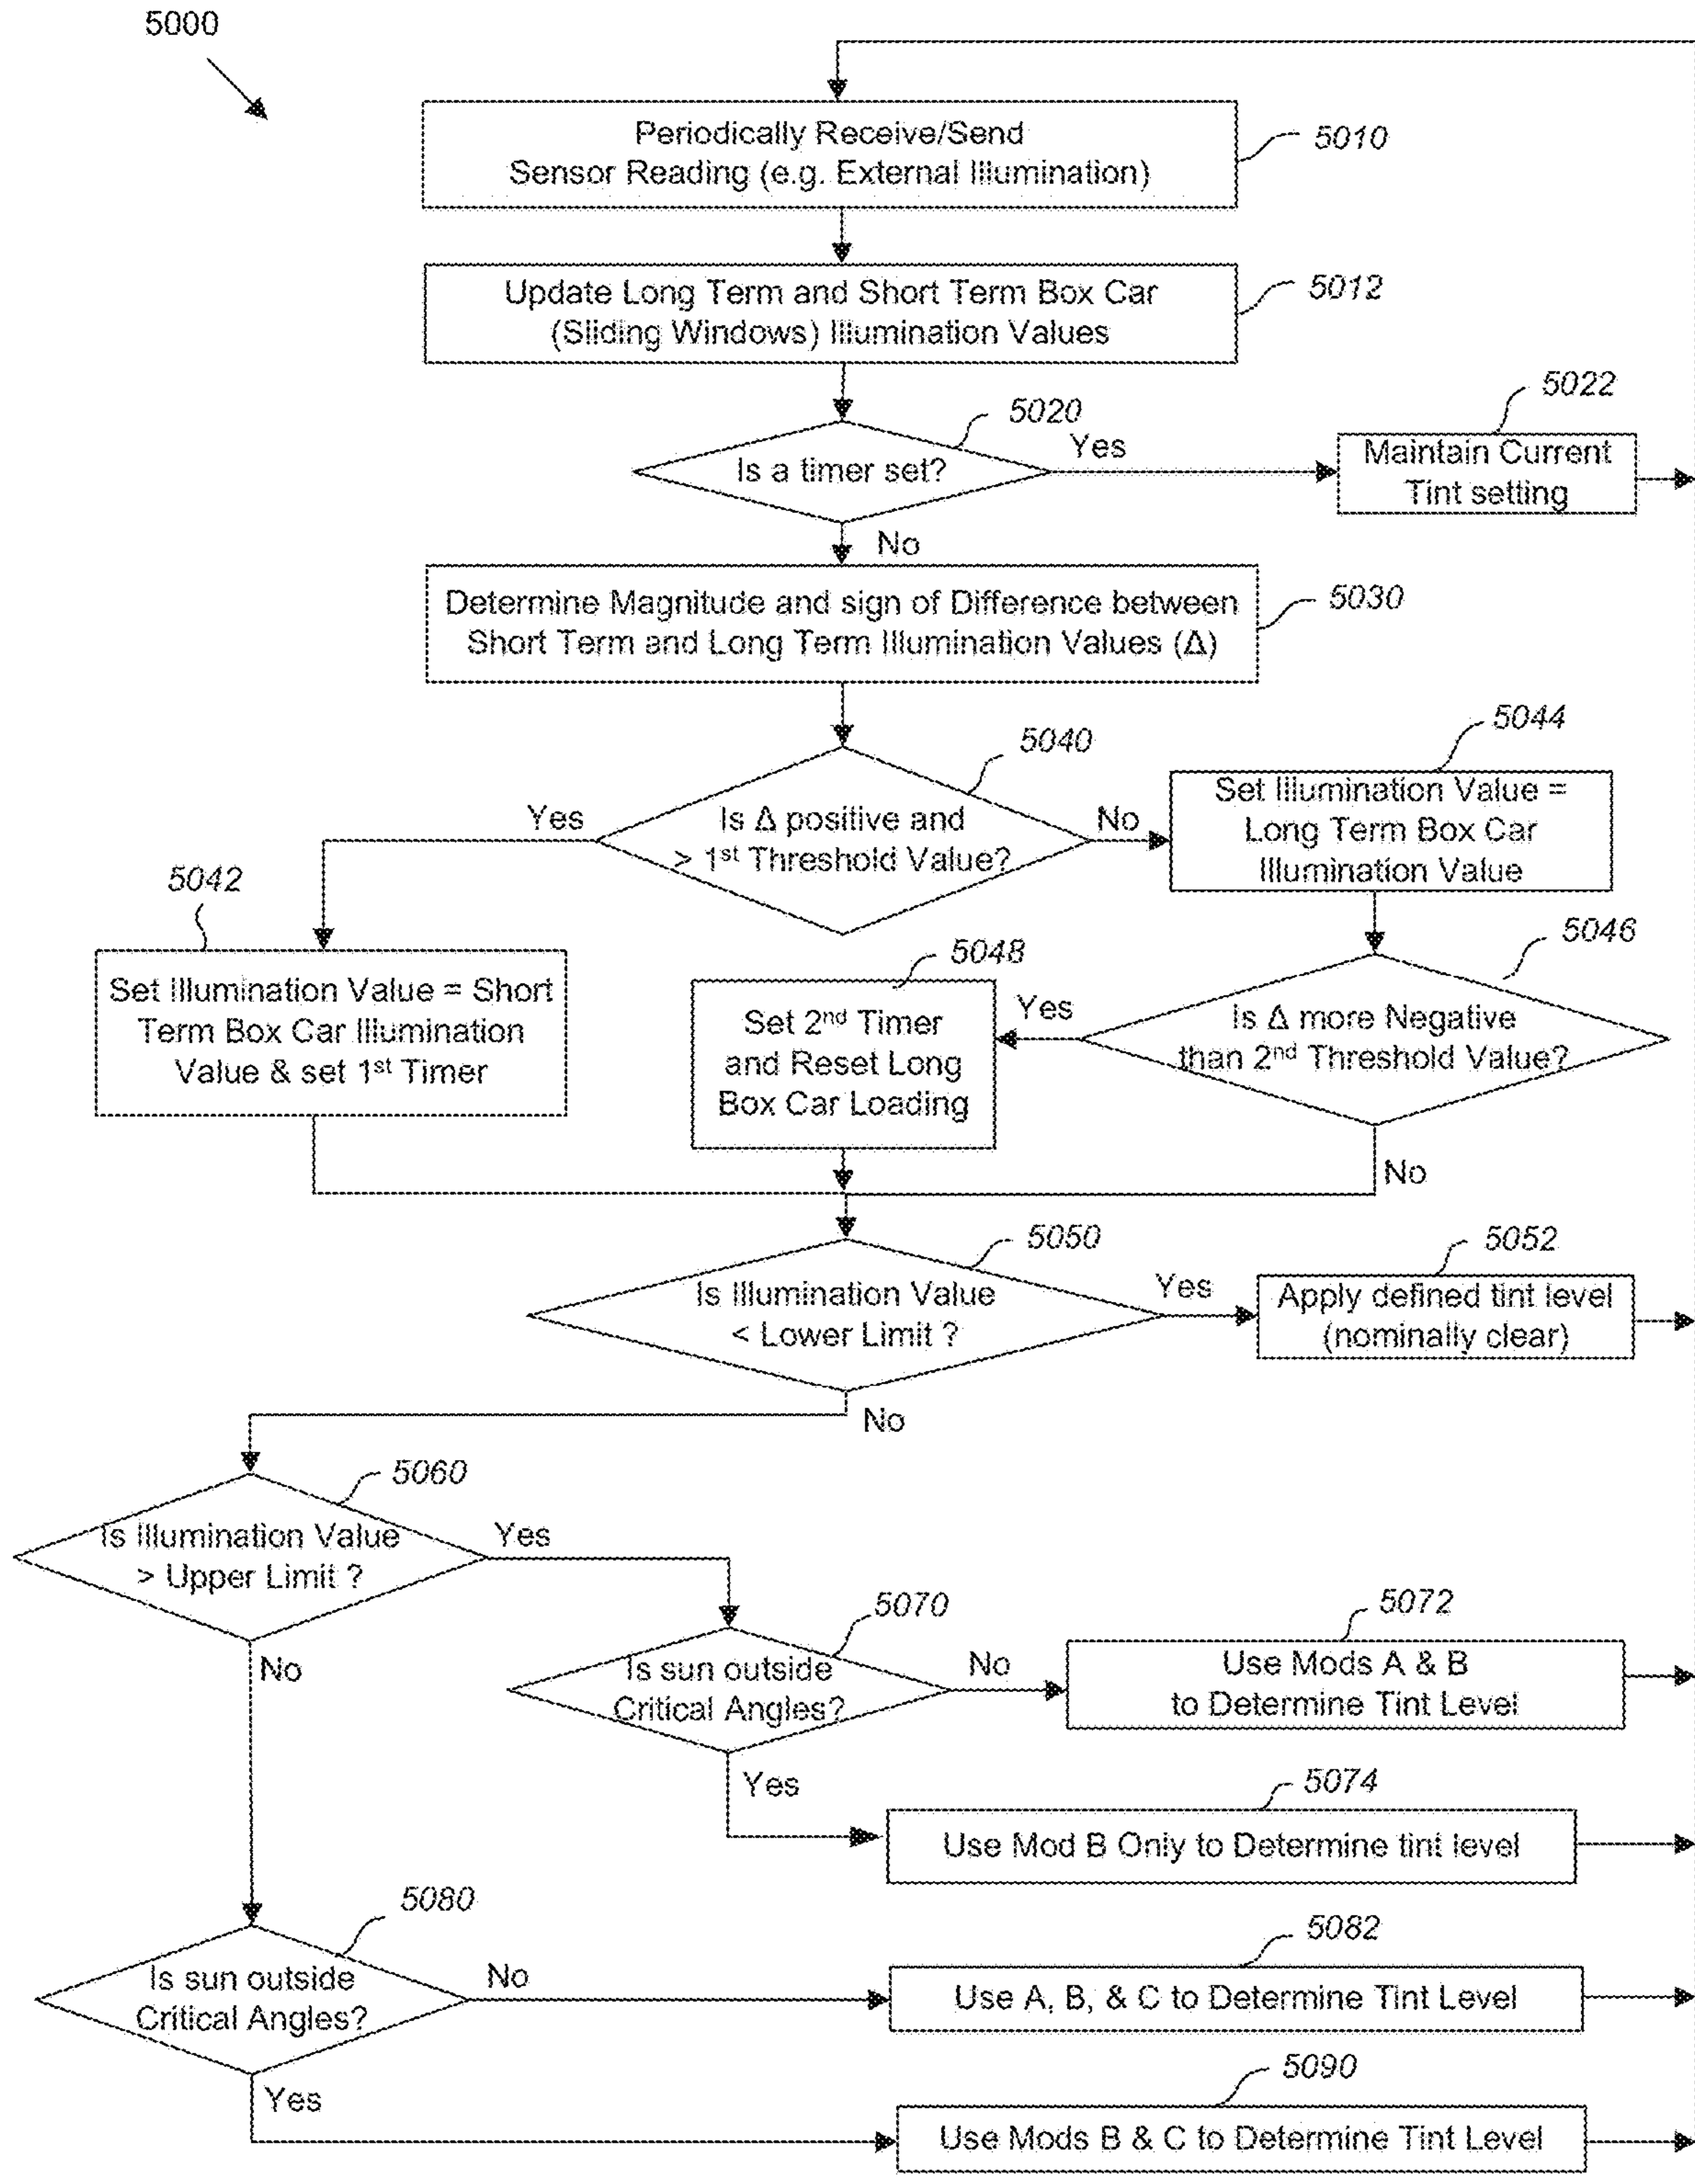 5000
Periodically Receive/Send
Sensor Reading (e.g. External Illumination)
5010
Update Long Term and Short Term Box Car
(Sliding Windows) Illumination Values
5012
5020
Is a timer set?
Yes
5022
Maintain Current
Tint setting
No
Determine Magnitude and sign of Difference between
Short Term and Long Term Illumination Values (Δ)
5030
5040
Is Δ positive and
> 1st Threshold Value?
Yes
No
5044
Set Illumination Value =
Long Term Box Car
Illumination Value
5042
Set Illumination Value = Short
Term Box Car Illumination
Value & set 1st Timer
5048
Set 2nd Timer
and Reset Long
Box Car Loading
Yes
5046
Is Δ more Negative
than 2nd Threshold Value?
No
5050
Is Illumination Value
< Lower Limit ?
Yes
5052
Apply defined tint level
(nominally clear)
No
5060
Is Illumination Value
> Upper Limit ?
Yes
No
5070
Is sun outside
Critical Angles?
No
5072
Use Mods A & B
to Determine Tint Level
Yes
5074
Use Mod B Only to Determine tint level
5080
Is sun outside
Critical Angles?
No
5082
Use A, B, & C to Determine Tint Level
Yes
5090
Use Mods B & C to Determine Tint Level